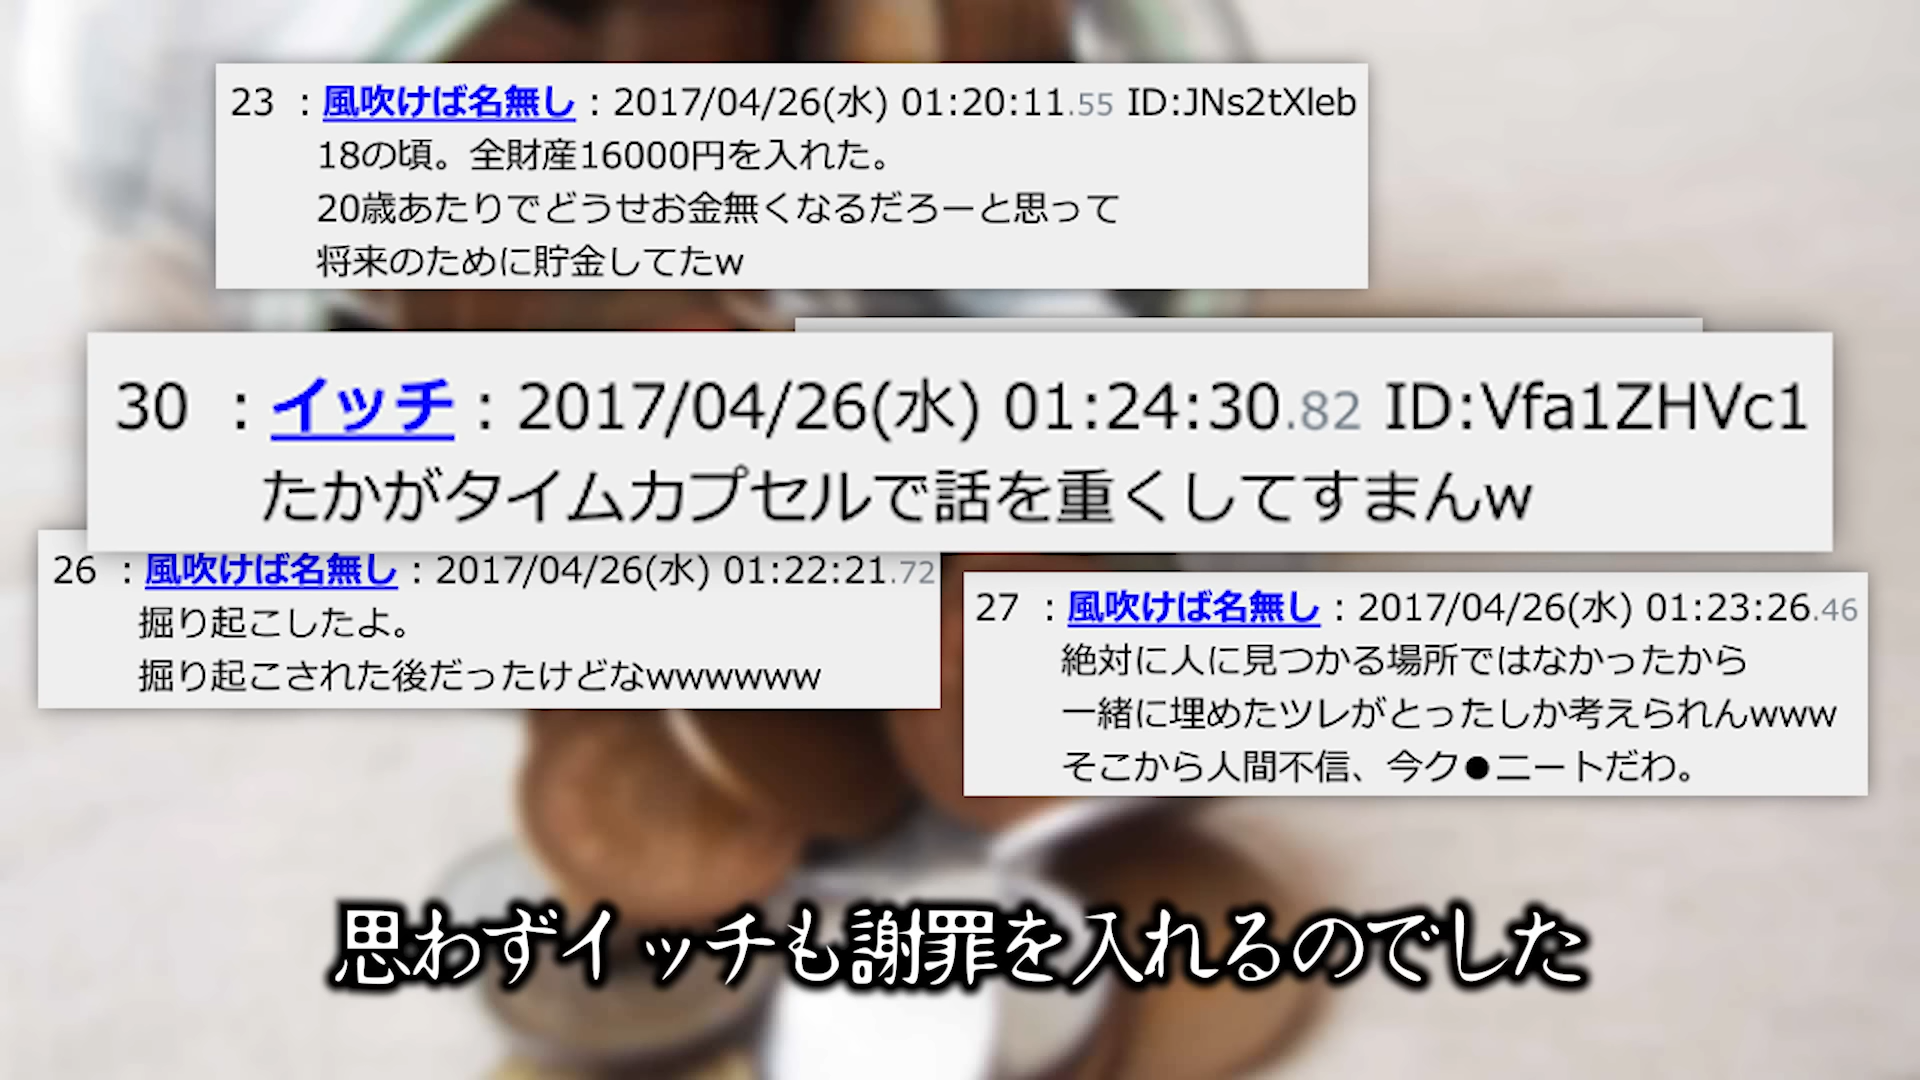 23 ：風吹けば名無し：2017/04/26(水) 01:20:11.55 ID:JNs2tXleb
18の頃。全財産16000円を入れた。
20歳あたりでどうせお金無くなるだろーと思って
将来のために貯金してたw
30 ：イッチ：2017/04/26(水) 01:24:30.82 ID:Vfa1ZHVc1
たかがタイムカプセルで話を重くしてすまんw
26 ：風吹けば名無し：2017/04/26(水) 01:22:21.72
掘り起こしたよ。
掘り起こされた後だったけどなwwwwww
27 ：風吹けば名無し：2017/04/26(水) 01:23:26.46
絶対に人に見つかる場所ではなかったから
一緒に埋めたツレがとったしか考えられんwww
そこから人間不信、今ク●ニートだわ。
思わずイッチも謝罪を入れるのでした